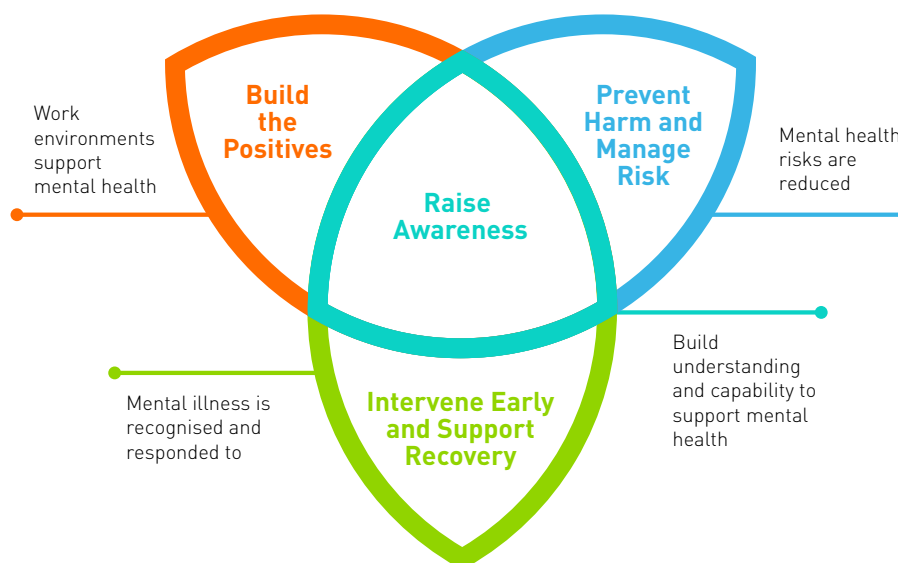 Build
the
Positives
Prevent
Harm and
Manage
Risk
Work
environments
support
mental health
Mental health
risks are
reduced
Raise
Awareness
Build
understanding
and capability to
support mental
health
Mental illness is
recognised and
responded to
Intervene Early
and Support
Recovery